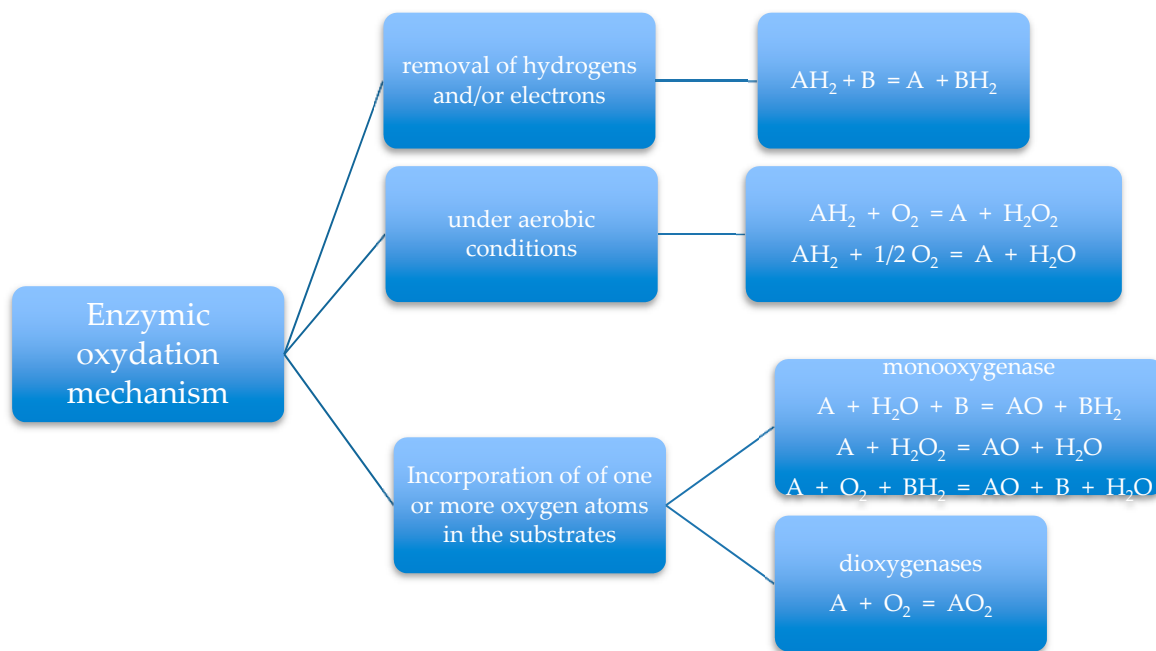 removal of hydrogens
and/or electrons
AH₂ + B = A + BH₂
under aerobic
conditions
AH₂ + O₂ = A + H₂O₂
AH₂ + 1/2 O₂ = A + H₂O
Enzymic
oxydation
mechanism
Incorporation of of one
or more oxygen atoms
in the substrates
monooxygenase
A + H₂O + B = AO + BH₂
A + H₂O₂ = AO + H₂O
A + O₂ + BH₂ = AO + B + H₂O
dioxygenases
A + O₂ = AO₂